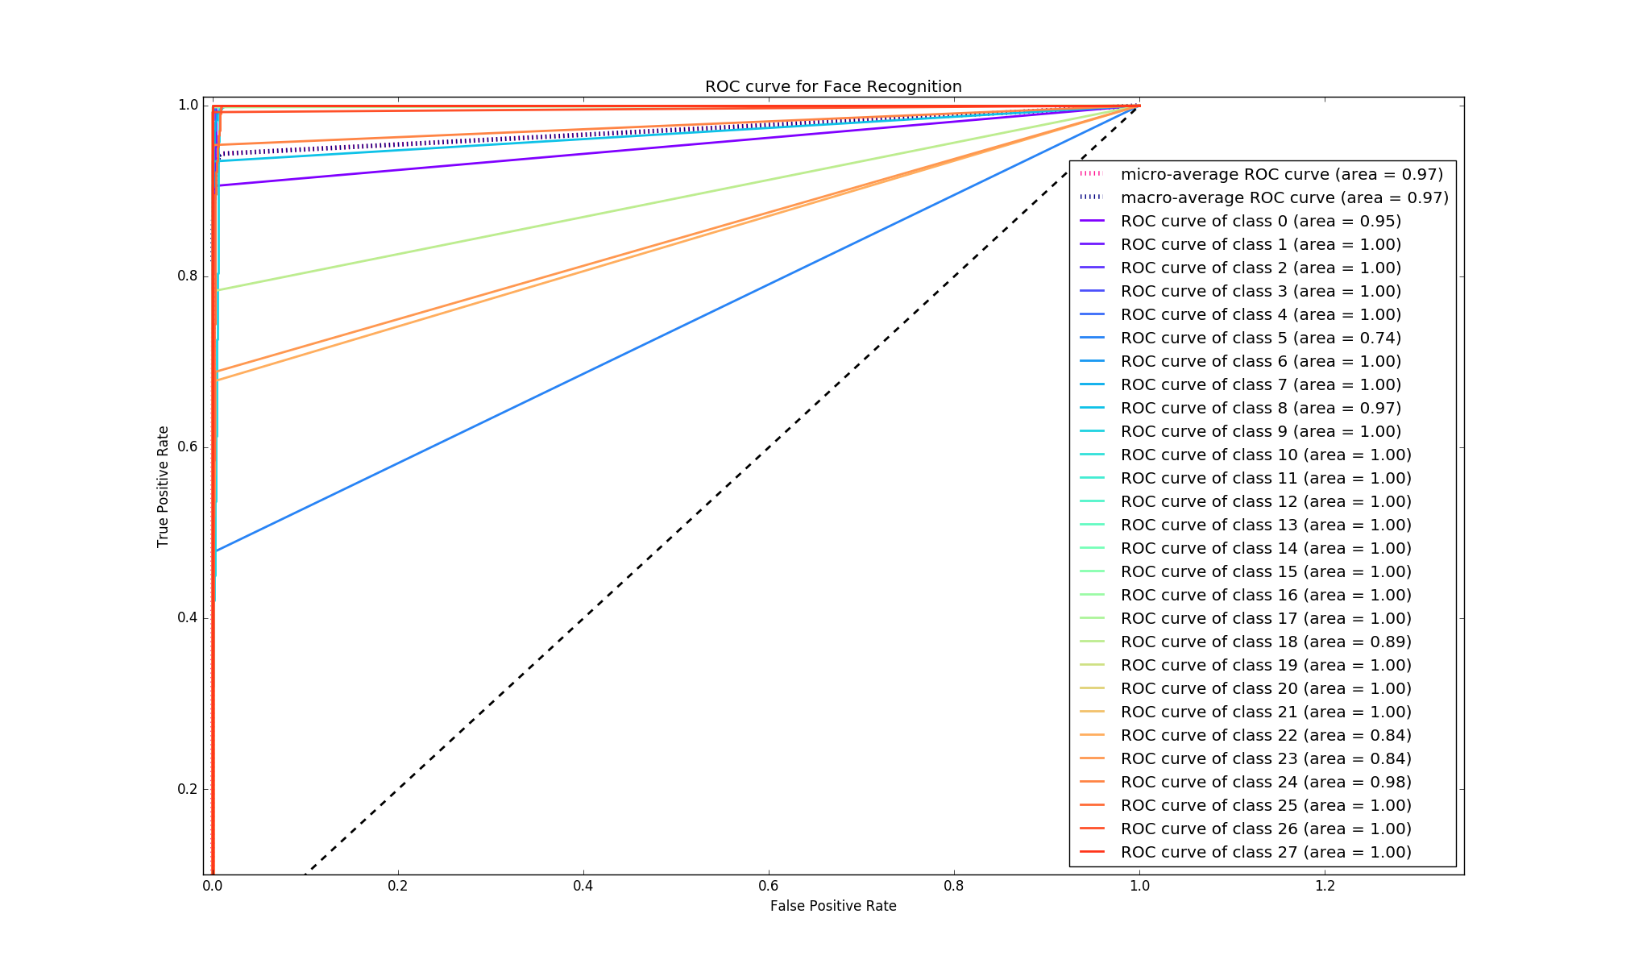 ROC curve for Face Recognition
1.0
0.8
0.6
0.4
0.2
True Positive Rate
0.0 0.2 0.4 0.6 0.8 1.0 1.2
False Positive Rate
micro-average ROC curve (area = 0.97)
macro-average ROC curve (area = 0.97)
ROC curve of class 0 (area = 0.95)
ROC curve of class 1 (area = 1.00)
ROC curve of class 2 (area = 1.00)
ROC curve of class 3 (area = 1.00)
ROC curve of class 4 (area = 1.00)
ROC curve of class 5 (area = 0.74)
ROC curve of class 6 (area = 1.00)
ROC curve of class 7 (area = 1.00)
ROC curve of class 8 (area = 0.97)
ROC curve of class 9 (area = 1.00)
ROC curve of class 10 (area = 1.00)
ROC curve of class 11 (area = 1.00)
ROC curve of class 12 (area = 1.00)
ROC curve of class 13 (area = 1.00)
ROC curve of class 14 (area = 1.00)
ROC curve of class 15 (area = 1.00)
ROC curve of class 16 (area = 1.00)
ROC curve of class 17 (area = 1.00)
ROC curve of class 18 (area = 0.89)
ROC curve of class 19 (area = 1.00)
ROC curve of class 20 (area = 1.00)
ROC curve of class 21 (area = 1.00)
ROC curve of class 22 (area = 0.84)
ROC curve of class 23 (area = 0.84)
ROC curve of class 24 (area = 0.98)
ROC curve of class 25 (area = 1.00)
ROC curve of class 26 (area = 1.00)
ROC curve of class 27 (area = 1.00)